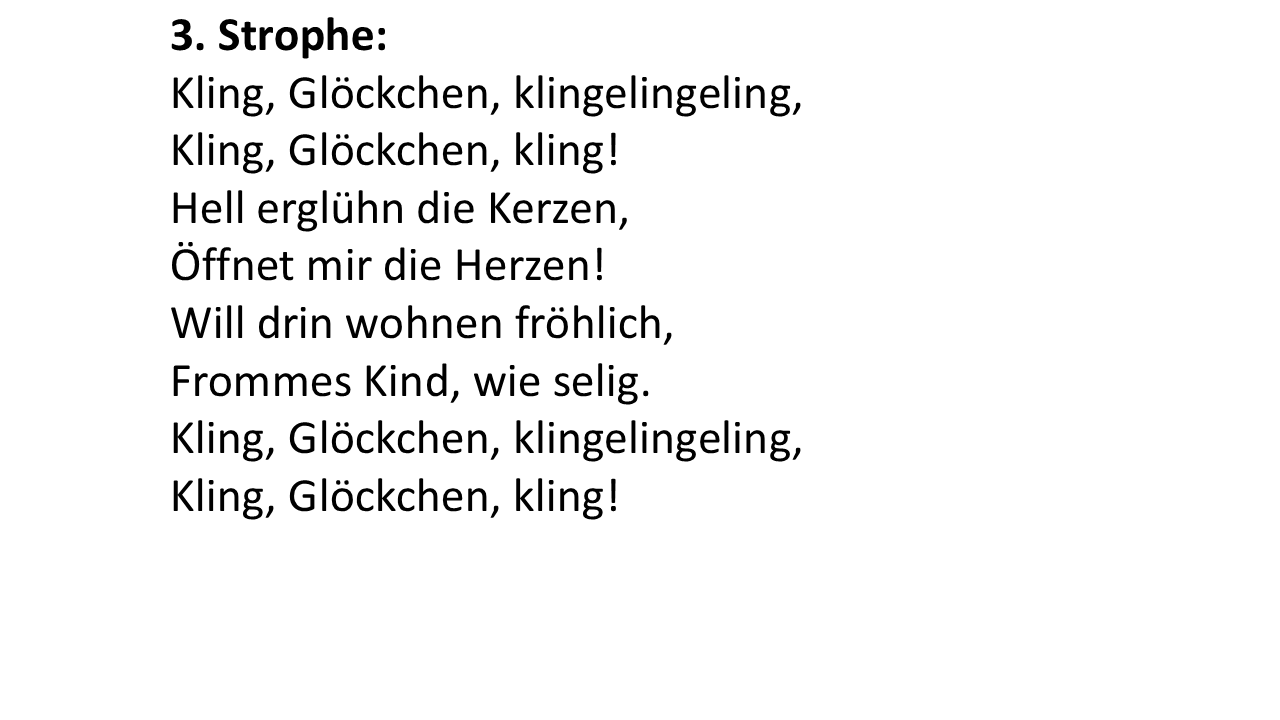 3. Strophe:
Kling, Glöckchen, klingelingeling,
Kling, Glöckchen, kling!
Hell erglühn die Kerzen,
Öffnet mir die Herzen!
Will drin wohnen fröhlich,
Frommes Kind, wie selig.
Kling, Glöckchen, klingelingeling,
Kling, Glöckchen, kling!